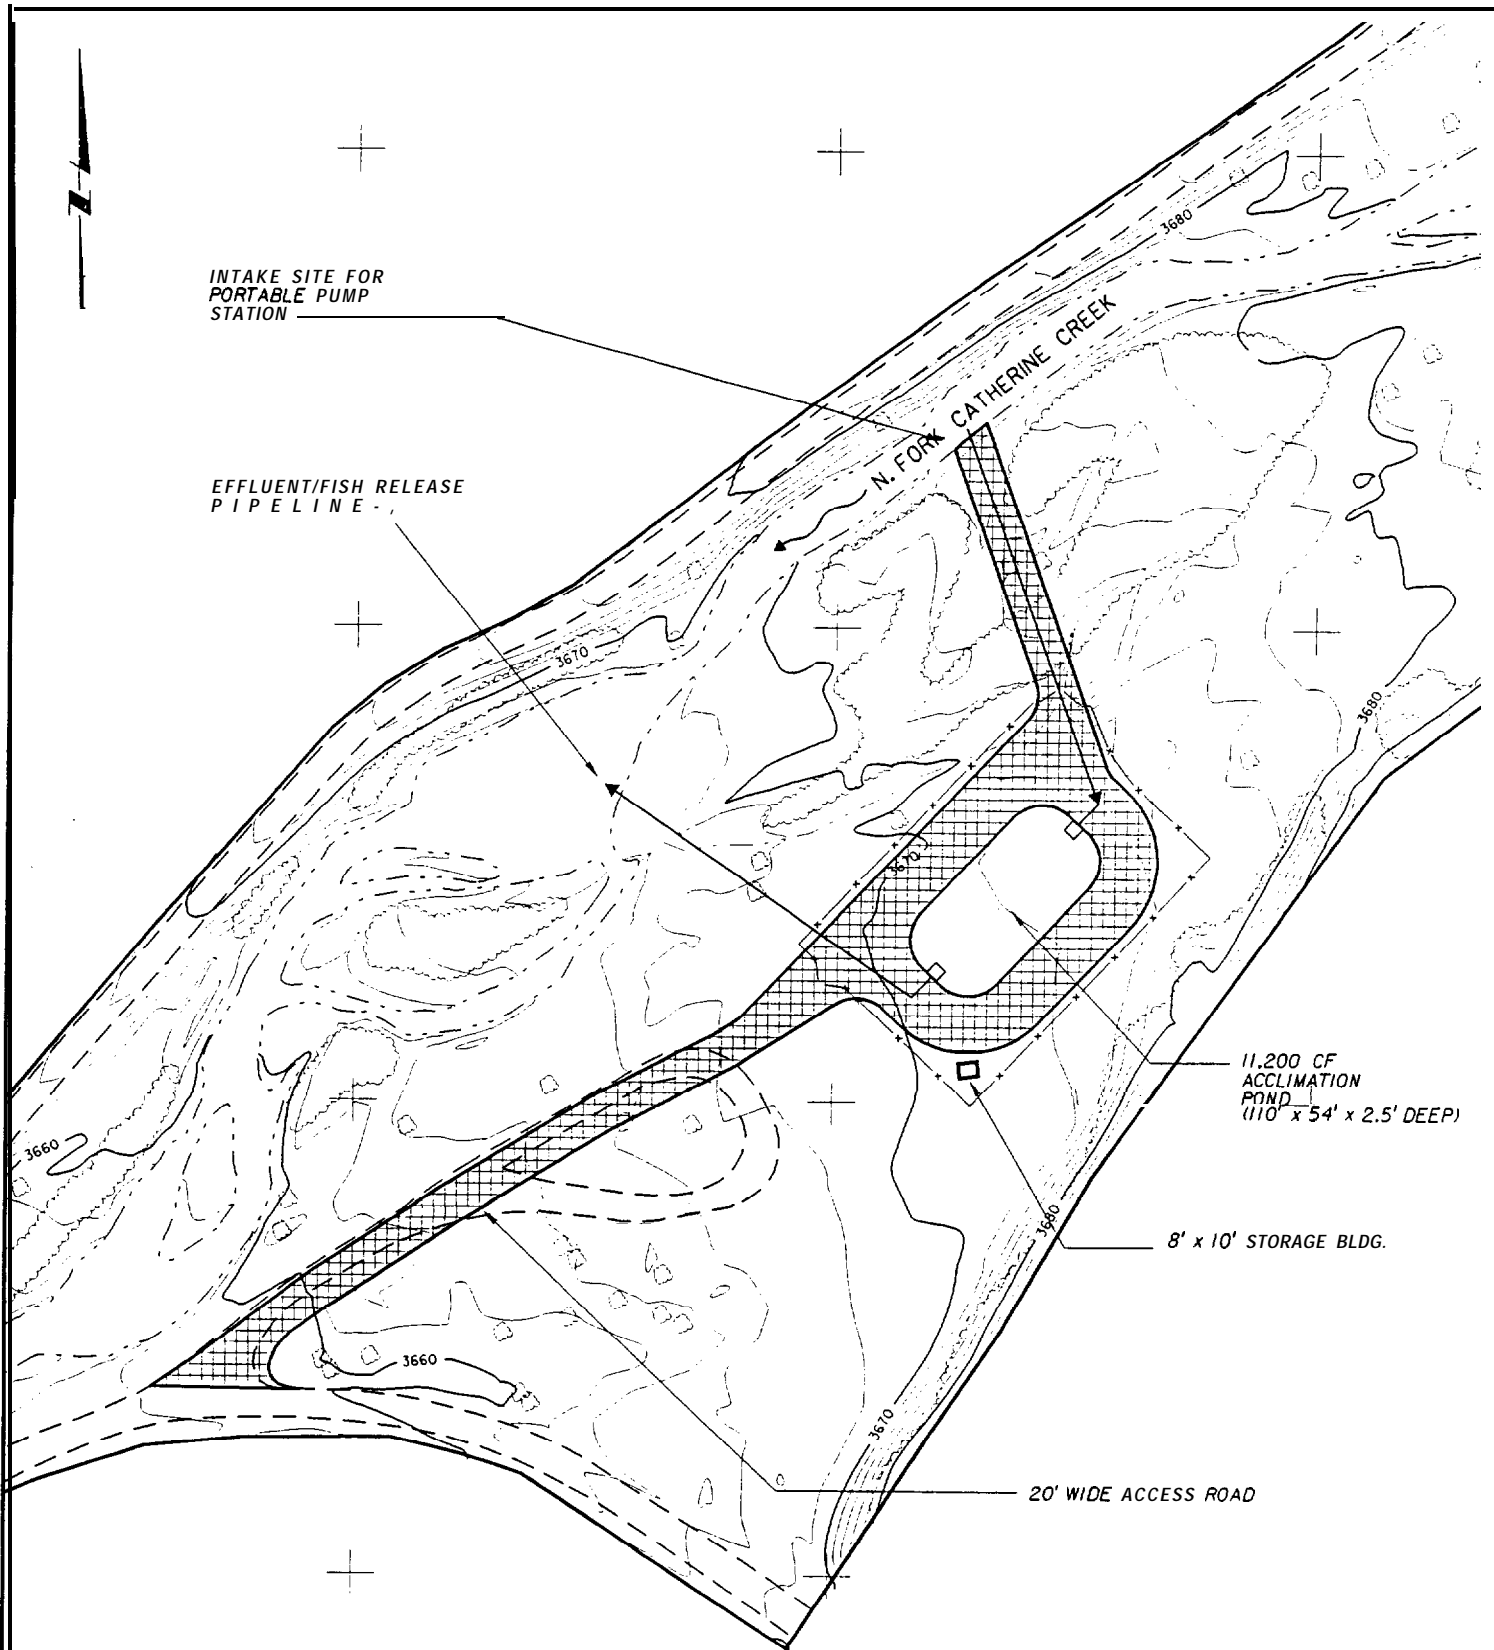 N
3680
INTAKE SITE FOR
PORTABLE PUMP
STATION
N. FORK CATHERINE CREEK
EFFLUENT/FISH RELEASE
PIPELINE
3670
3680
3670
11,200 CF
ACCLIMATION
POND
(110' x 54' x 2.5' DEEP)
3660
3680
8' x 10' STORAGE BLDG.
3660
3670
20' WIDE ACCESS ROAD